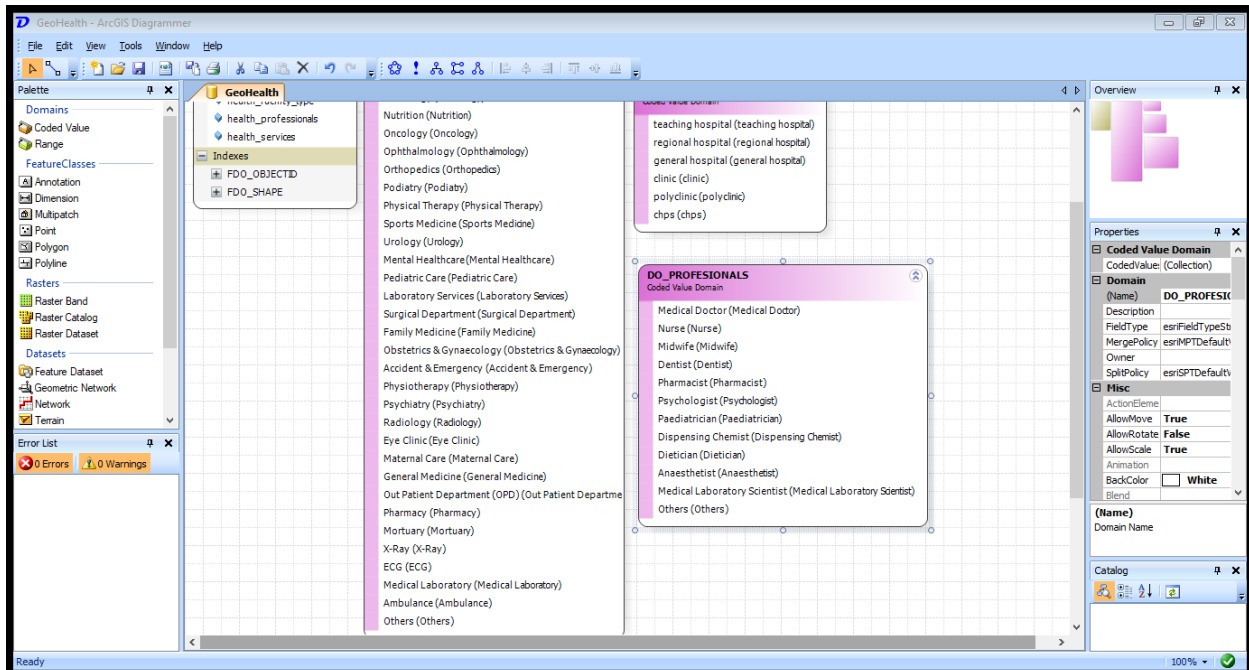 GeoHealth - ArcGIS Diagrammer
File Edit View Tools Window Help
Palette
Domains
Coded Value
Range
FeatureClasses
Annotation
Dimension
Multipatch
Point
Polygon
Polyline
Rasters
Raster Band
Raster Catalog
Raster Dataset
Datasets
Feature Dataset
Geometric Network
Network
Terrain
Error List
0 Errors 0 Warnings
GeoHealth
health_facility_type
health_professionals
health_services
Indexes
FDO_OBJECTID
FDO_SHAPE
Nutrition (Nutrition)
Oncology (Oncology)
Ophthalmology (Ophthalmology)
Orthopedics (Orthopedics)
Podiatry (Podiatry)
Physical Therapy (Physical Therapy)
Sports Medicine (Sports Medicine)
Urology (Urology)
Mental Healthcare (Mental Healthcare)
Pediatric Care (Pediatric Care)
Laboratory Services (Laboratory Services)
Surgical Department (Surgical Department)
Family Medicine (Family Medicine)
Obstetrics & Gynaecology (Obstetrics & Gynaecology)
Accident & Emergency (Accident & Emergency)
Physiotherapy (Physiotherapy)
Psychiatry (Psychiatry)
Radiology (Radiology)
Eye Clinic (Eye Clinic)
Maternal Care (Maternal Care)
General Medicine (General Medicine)
Out Patient Department (OPD) (Out Patient Departme
Pharmacy (Pharmacy)
Mortuary (Mortuary)
X-Ray (X-Ray)
ECG (ECG)
Medical Laboratory (Medical Laboratory)
Ambulance (Ambulance)
Others (Others)
Coded Value Domain
teaching hospital (teaching hospital)
regional hospital (regional hospital)
general hospital (general hospital)
clinic (clinic)
polyclinic (polyclinic)
chps (chps)
DO_PROFESIONALS
Coded Value Domain
Medical Doctor (Medical Doctor)
Nurse (Nurse)
Midwife (Midwife)
Dentist (Dentist)
Pharmacist (Pharmacist)
Psychologist (Psychologist)
Paediatrician (Paediatrician)
Dispensing Chemist (Dispensing Chemist)
Dietician (Dietician)
Anaesthetist (Anaesthetist)
Medical Laboratory Scientist (Medical Laboratory Scientist)
Others (Others)
Overview
Properties
Coded Value Domain
CodedValue: (Collection)
Domain
(Name) DO_PROFESIO
Description
FieldType esriFieldTypeStr
MergePolicy esriMPTDefaultV
Owner
SplitPolicy esriSPTDefaultV
Misc
ActionEleme
AllowMove True
AllowRotate False
AllowScale True
Animation
BackColor White
Blend
(Name)
Domain Name
Catalog
Ready
100%